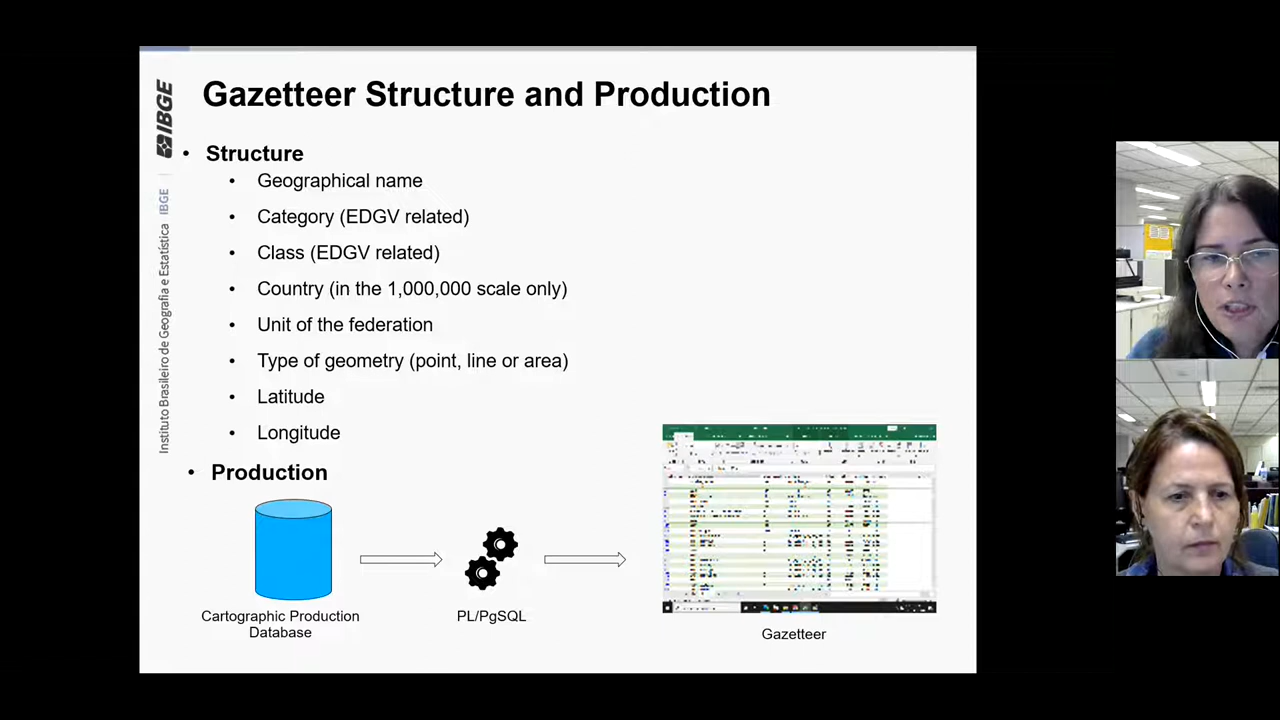 Gazetteer Structure and Production
IBGE
Instituto Brasileiro de Geografia e Estatística | IBGE
• Structure
• Geographical name
• Category (EDGV related)
• Class (EDGV related)
• Country (in the 1,000,000 scale only)
• Unit of the federation
• Type of geometry (point, line or area)
• Latitude
• Longitude
• Production
Cartographic Production
Database
PL/PgSQL
Gazetteer